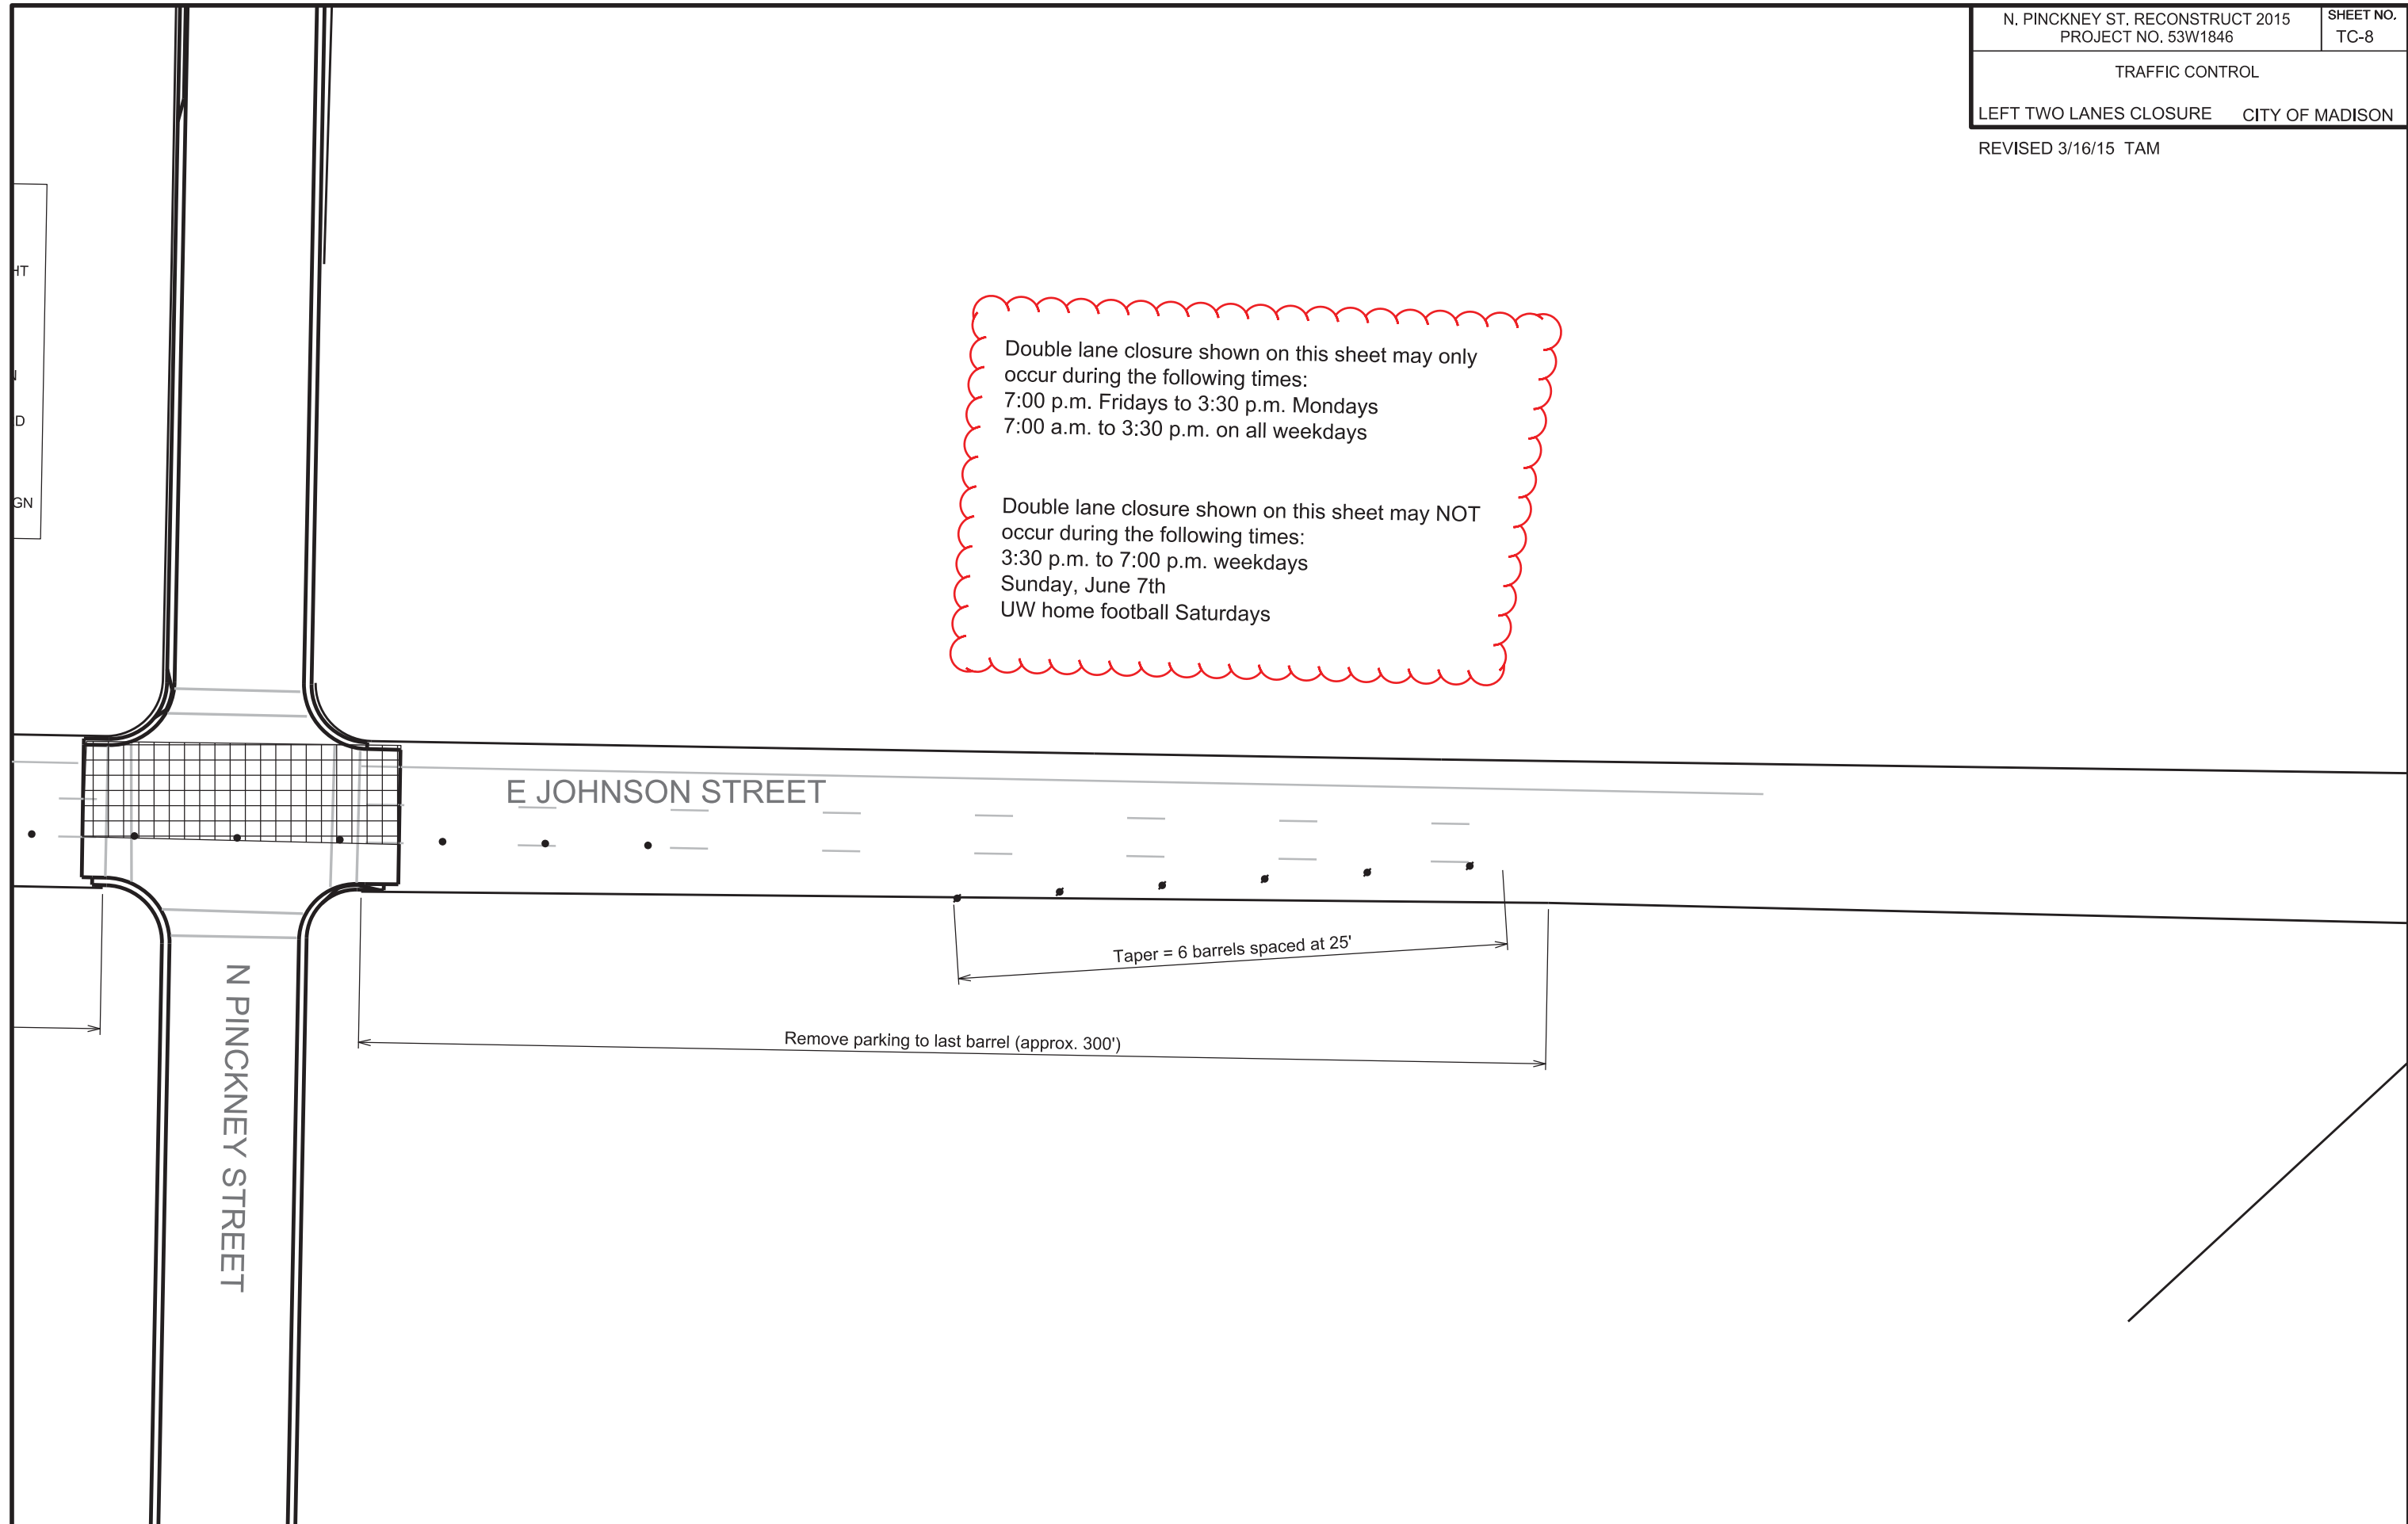 N. PINCKNEY ST. RECONSTRUCT 2015
PROJECT NO. 53W1846
SHEET NO.
TC-8
TRAFFIC CONTROL
LEFT TWO LANES CLOSURE CITY OF MADISON
REVISED 3/16/15 TAM
HT
D
GN
Double lane closure shown on this sheet may only
occur during the following times:
7:00 p.m. Fridays to 3:30 p.m. Mondays
7:00 a.m. to 3:30 p.m. on all weekdays
Double lane closure shown on this sheet may NOT
occur during the following times:
3:30 p.m. to 7:00 p.m. weekdays
Sunday, June 7th
UW home football Saturdays
E JOHNSON STREET
Taper = 6 barrels spaced at 25'
N PINCKNEY STREET
Remove parking to last barrel (approx. 300')